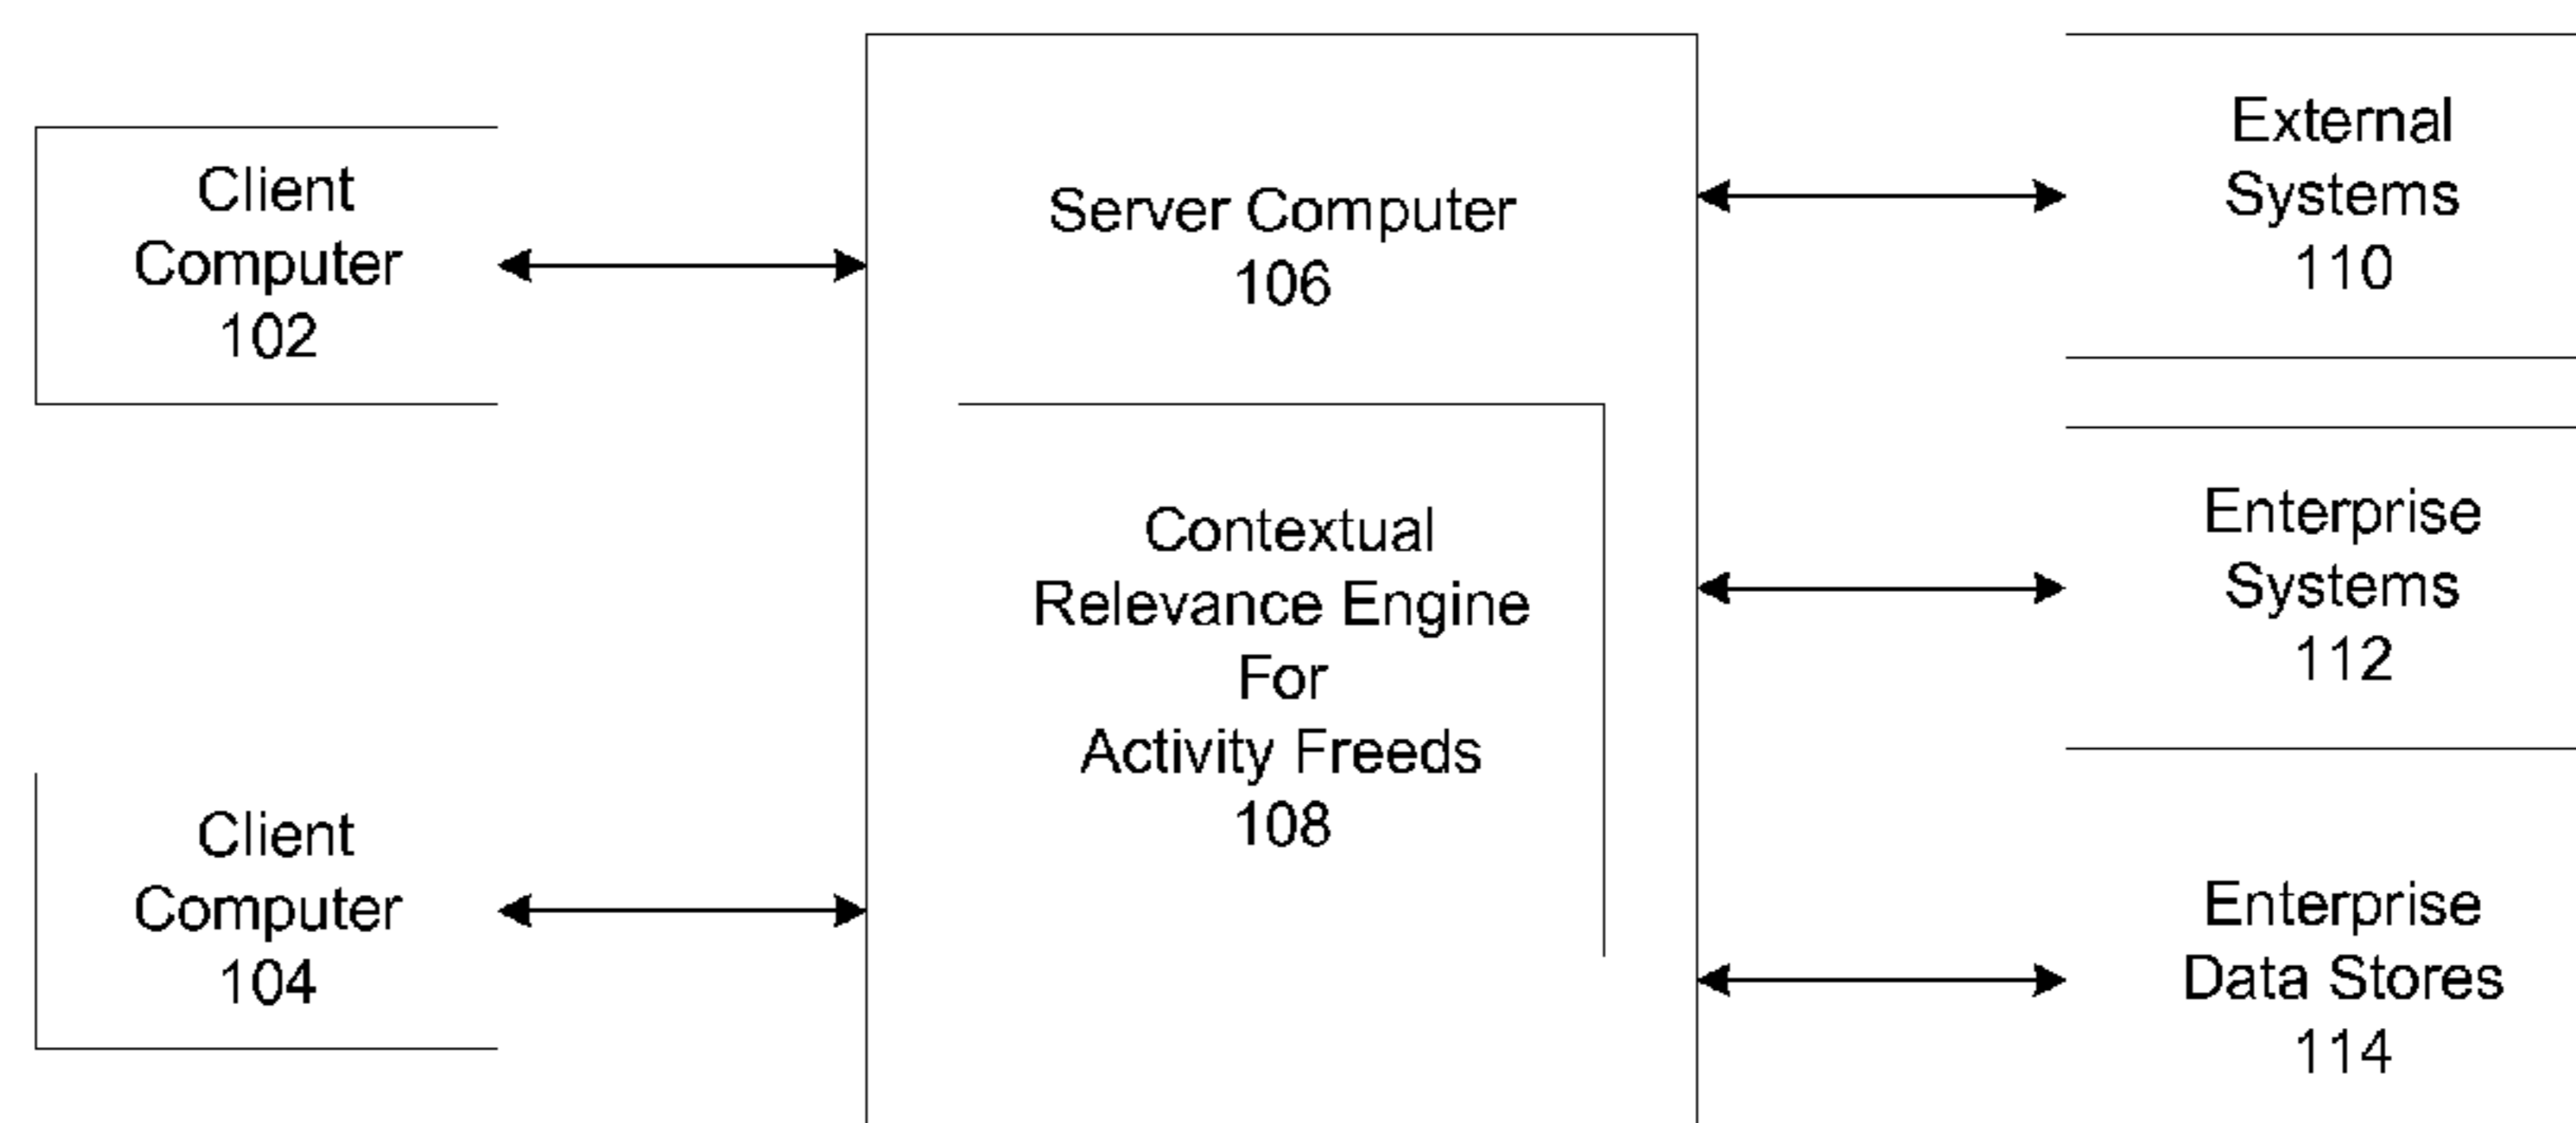 Client
Computer
102
Client
Computer
104
Server Computer
106
Contextual
Relevance Engine
For
Activity Freeds
108
External
Systems
110
Enterprise
Systems
112
Enterprise
Data Stores
114